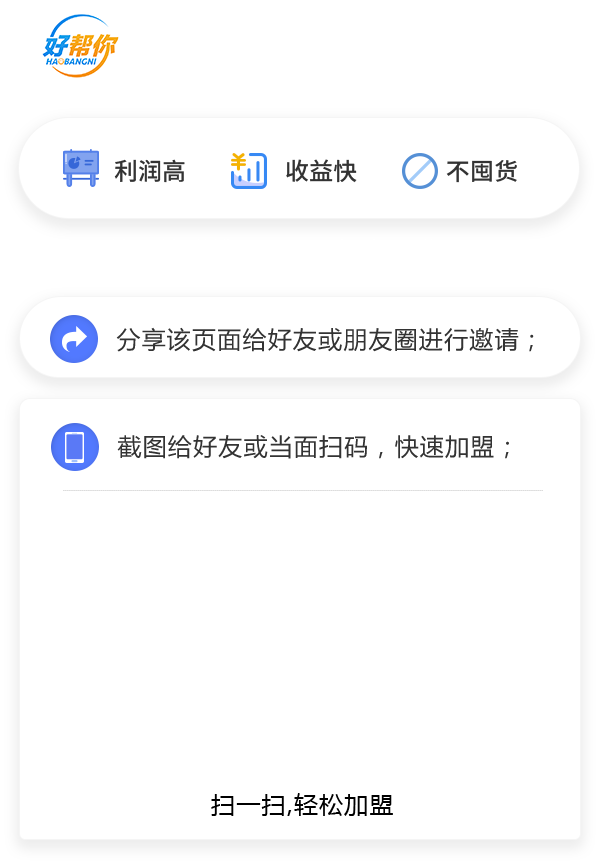 好帮你
HAOBANGNI
利润高
收益快
不囤货
分享该页面给好友或朋友圈进行邀请；
截图给好友或当面扫码，快速加盟；
扫一扫,轻松加盟